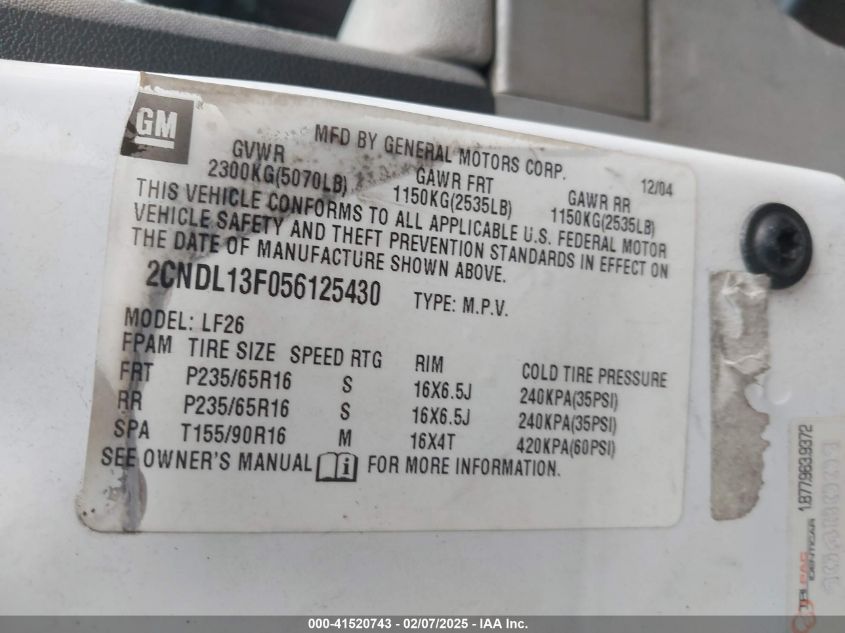 GM
MFD BY GENERAL MOTORS CORP.
12/04
GVWR
2300KG(5070LB)
GAWR FRT
1150KG(2535LB)
GAWR RR
1150KG(2535LB)
THIS VEHICLE CONFORMS TO ALL APPLICABLE U.S. FEDERAL MOTOR
VEHICLE SAFETY AND THEFT PREVENTION STANDARDS IN EFFECT ON
THE DATE OF MANUFACTURE SHOWN ABOVE.
2CNDL13F056125430 TYPE: M.P.V.
MODEL: LF26
FPAM TIRE SIZE SPEED RTG RIM COLD TIRE PRESSURE
FRT P235/65R16 S 16X6.5J 240KPA(35PSI)
RR P235/65R16 S 16X6.5J 240KPA(35PSI)
SPA T155/90R16 M 16X4T 420KPA(60PSI)
SEE OWNER'S MANUAL i FOR MORE INFORMATION.
IDENTICAR
1.877.983.9372
000-41520743 - 02/07/2025 - IAA Inc.